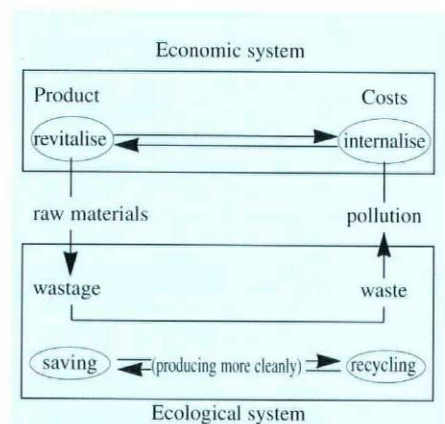 Economic system
Product Costs
revitalise internalise
raw materials pollution
wastage waste
saving (producing more cleanly) recycling
Ecological system